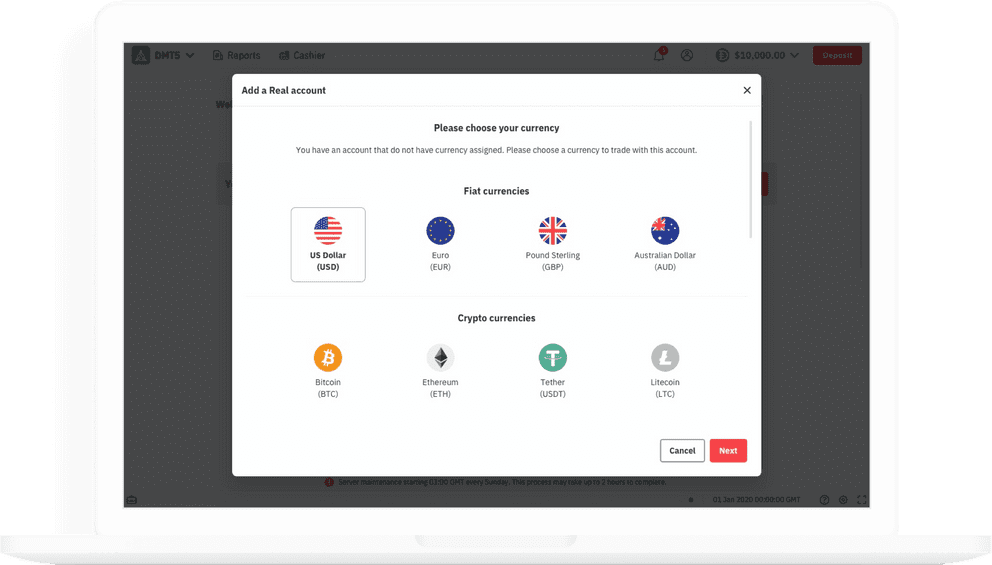 DMT5
Reports
Cashier
1
$10,000.00
Deposit
Add a Real account
Please choose your currency
You have an account that do not have currency assigned. Please choose a currency to trade with this account.
Fiat currencies
US Dollar
(USD)
Euro
(EUR)
Pound Sterling
(GBP)
Australian Dollar
(AUD)
Crypto currencies
Bitcoin
(BTC)
Ethereum
(ETH)
Tether
(USDT)
Litecoin
(LTC)
Cancel
Next
Server maintenance starting 03:00 GMT every Sunday. This process may take up to 2 hours to complete.
01 Jan 2020 00:00:00 GMT